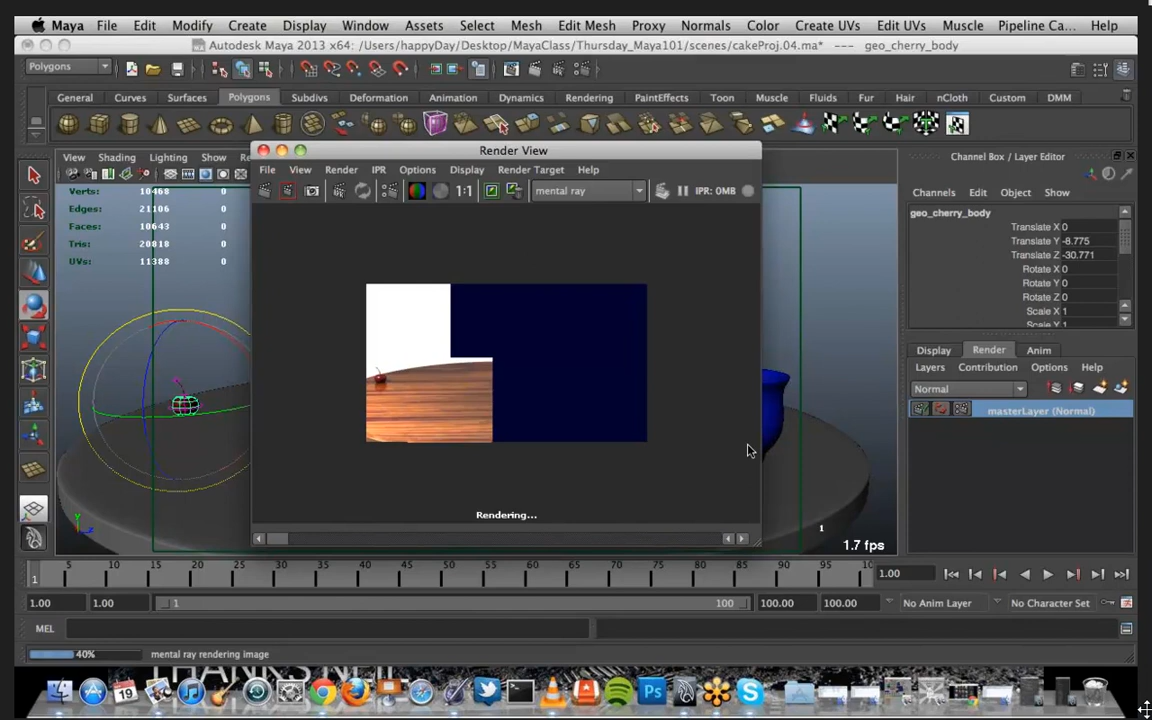 Maya File Edit Modify Create Display Window Assets Select Mesh Edit Mesh Proxy Normals Color Create UVs Edit UVs Muscle Pipeline Ca... Help
Autodesk Maya 2013 x64: /Users/happyDay/Desktop/MayaClass/Thursday_Maya101/scenes/cakeProj.04.ma* --- geo_cherry_body
Polygons
General Curves Surfaces Polygons Subdivs Deformation Animation Dynamics Rendering PaintEffects Toon Muscle Fluids Fur Hair nCloth Custom DMM
View Shading Lighting Show
Render View
Channel Box / Layer Editor
File View Render IPR Options Display Render Target Help
1:1 mental ray IPR: 0MB
Channels Edit Object Show
Verts: 10468 0
Edges: 21106 0
Faces: 10643 0
Tris: 20818 0
UVs: 11388 0
geo_cherry_body
Translate X 0
Translate Y -8.775
Translate Z -30.771
Rotate X 0
Rotate Y 0
Rotate Z 0
Scale X 1
Scale Y 1
Display Render Anim
Layers Contribution Options Help
Normal
masterLayer (Normal)
Rendering...
1
1.7 fps
1 5 10 15 20 25 30 35 40 45 50 55 60 65 70 75 80 85 90 95 10 1.00
1.00 1.00 1 100 100.00 100.00 No Anim Layer No Character Set
MEL
40% mental ray rendering image
THANKS NEIL
19 Ps